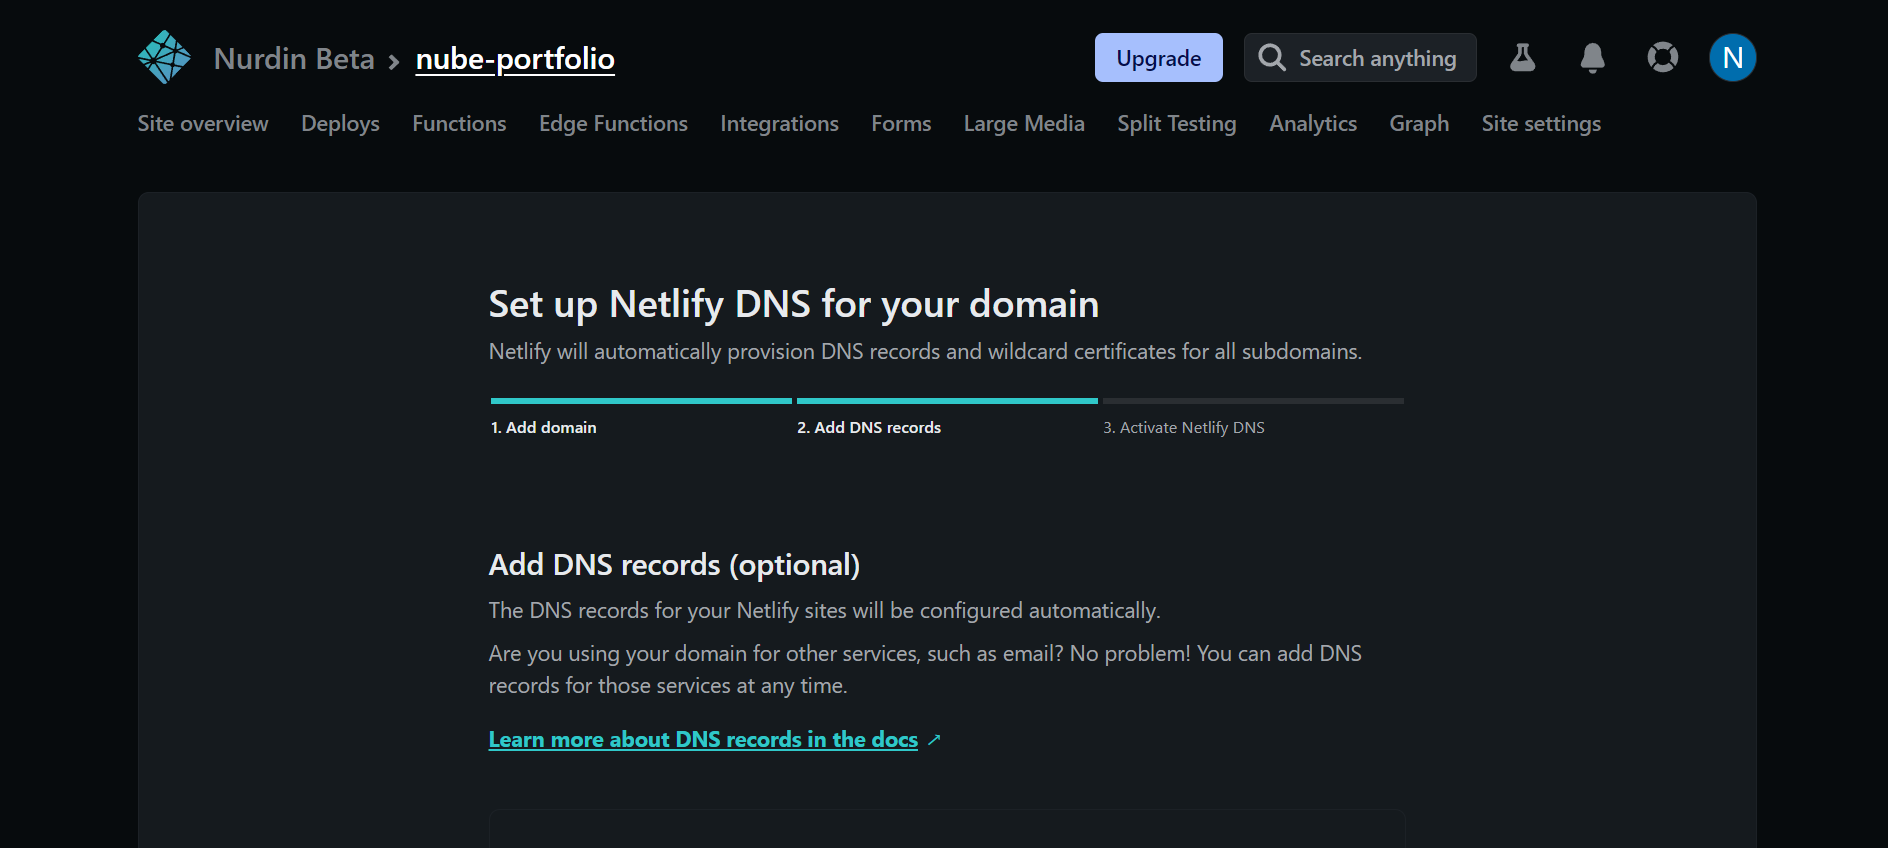 Nurdin Beta › nube-portfolio
Upgrade
Search anything
N
Site overview Deploys Functions Edge Functions Integrations Forms Large Media Split Testing Analytics Graph Site settings
Set up Netlify DNS for your domain
Netlify will automatically provision DNS records and wildcard certificates for all subdomains.
1. Add domain
2. Add DNS records
3. Activate Netlify DNS
Add DNS records (optional)
The DNS records for your Netlify sites will be configured automatically.
Are you using your domain for other services, such as email? No problem! You can add DNS
records for those services at any time.
Learn more about DNS records in the docs ↗